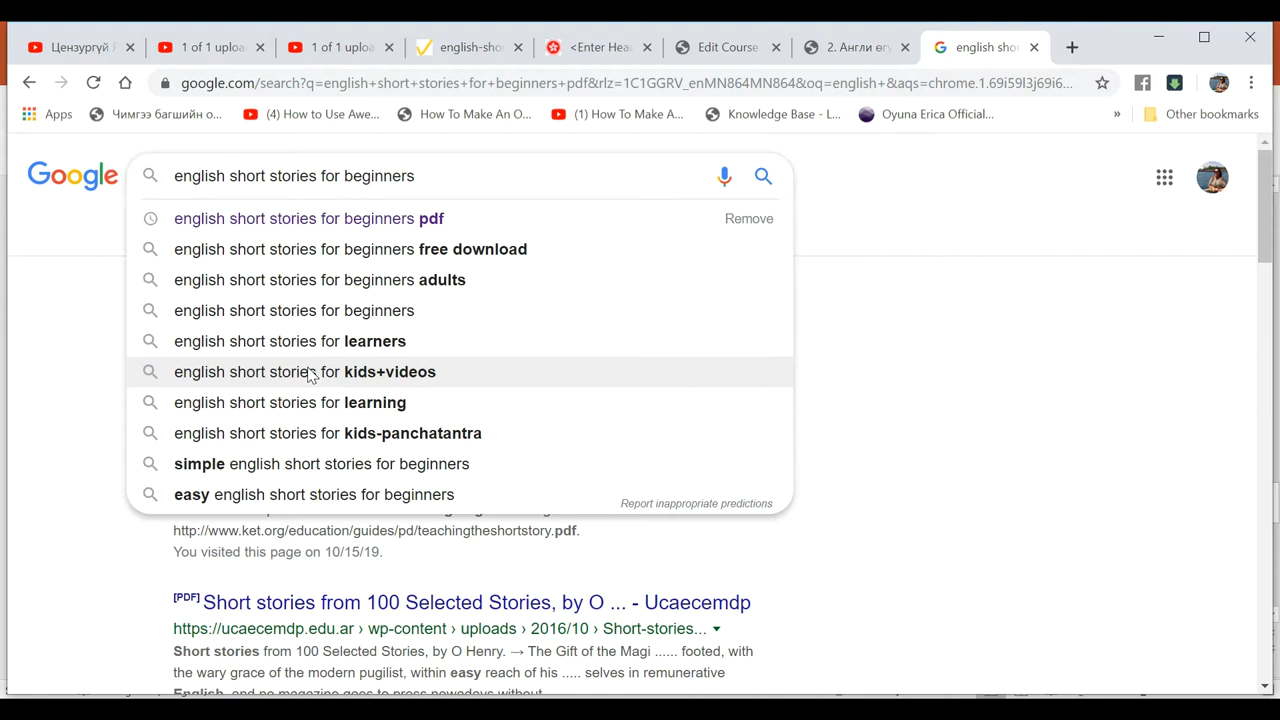 Цензургүй
1 of 1 uploa
1 of 1 uploa
english-sho
<Enter Hea
Edit Course
2. Англи өгү
english sho
google.com/search?q=english+short+stories+for+beginners+pdf&rlz=1C1GGRV_enMN864MN864&oq=english+&aqs=chrome.1.69i59l3j69i6...
Apps
Чимгээ багшийн о...
(4) How to Use Awe...
How To Make An O...
(1) How To Make A...
Knowledge Base - L...
Oyuna Erica Official...
»
Other bookmarks
Google
english short stories for beginners
english short stories for beginners pdf
Remove
english short stories for beginners free download
english short stories for beginners adults
english short stories for beginners
english short stories for learners
english short stories for kids+videos
english short stories for learning
english short stories for kids-panchatantra
simple english short stories for beginners
easy english short stories for beginners
Report inappropriate predictions
http://www.ket.org/education/guides/pd/teachingtheshortstory.pdf.
You visited this page on 10/15/19.
[PDF] Short stories from 100 Selected Stories, by O ... - Ucaecemdp
https://ucaecemdp.edu.ar › wp-content › uploads › 2016/10 › Short-stories...
Short stories from 100 Selected Stories, by O Henry. → The Gift of the Magi ...... footed, with
the wary grace of the modern pugilist, within easy reach of his ..... selves in remunerative
English, and no magazine goes to press nowadays without